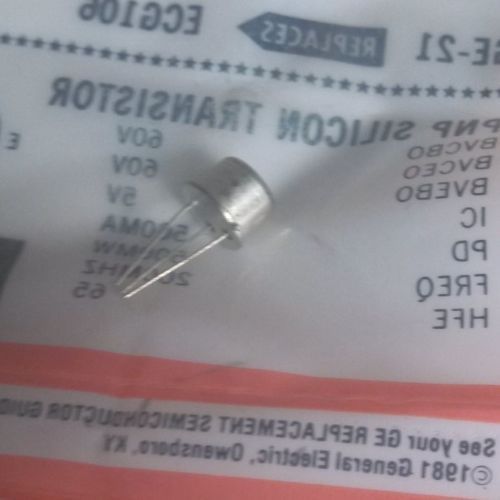 GE-21 REPLACES ECG106
PNP SILICON TRANSISTOR
BVCBO 60V
BVCEO 60V
BVEBO 5V
IC 500MA
PD
FREQ 200MHZ
HFE 65
See your GE REPLACEMENT SEMICONDUCTOR GUIDE
©1981 General Electric, Owensboro, KY.